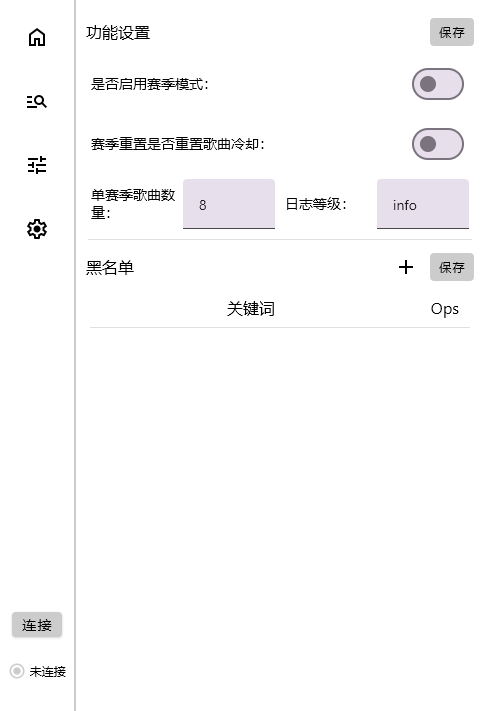 功能设置
保存
是否启用赛季模式：
赛季重置是否重置歌曲冷却：
单赛季歌曲数
量：
8
日志等级：
info
黑名单
保存
关键词
Ops
连接
未连接